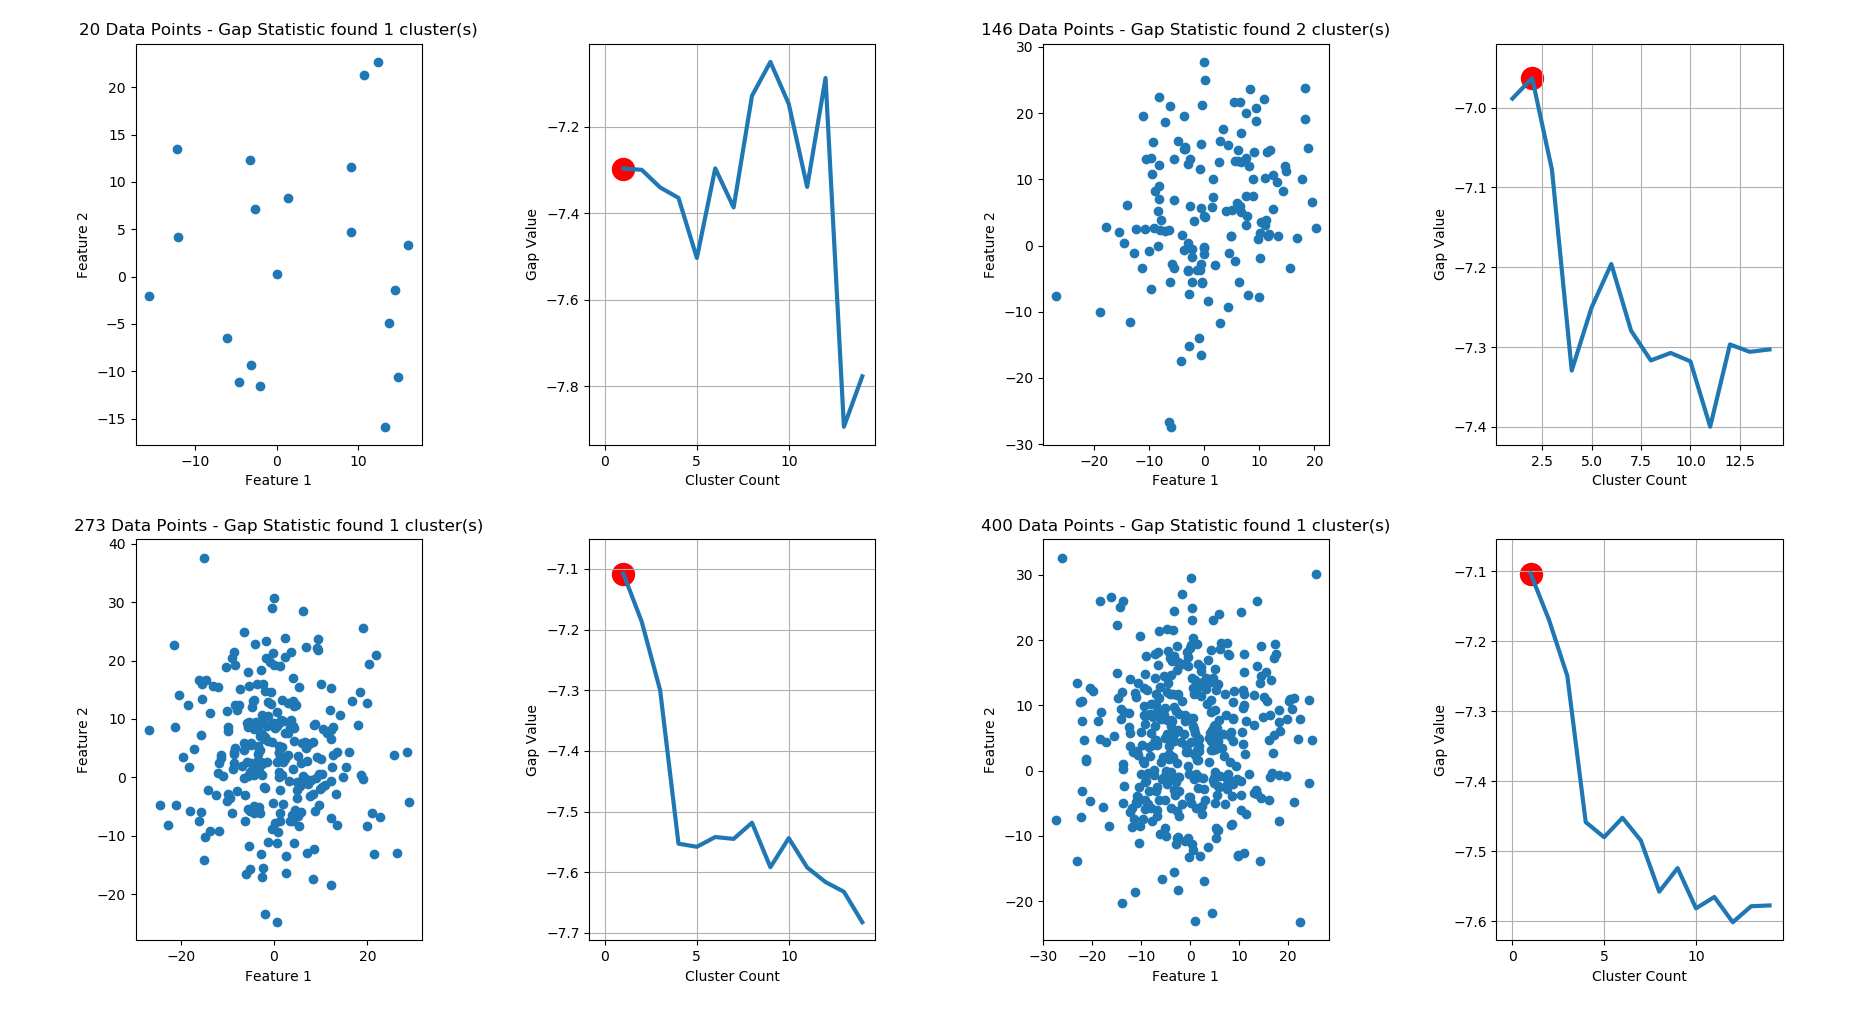 20 Data Points - Gap Statistic found 1 cluster(s)
20
15
10
5
0
−5
−10
−15
Feature 2
−10 0 10
Feature 1
−7.2
−7.4
−7.6
−7.8
Gap Value
0 5 10
Cluster Count
146 Data Points - Gap Statistic found 2 cluster(s)
30
20
10
0
−10
−20
−30
Feature 2
−20 −10 0 10 20
Feature 1
−7.0
−7.1
−7.2
−7.3
−7.4
Gap Value
2.5 5.0 7.5 10.0 12.5
Cluster Count
273 Data Points - Gap Statistic found 1 cluster(s)
40
30
20
10
0
−10
−20
Feature 2
−20 0 20
Feature 1
−7.1
−7.2
−7.3
−7.4
−7.5
−7.6
−7.7
Gap Value
0 5 10
Cluster Count
400 Data Points - Gap Statistic found 1 cluster(s)
30
20
10
0
−10
−20
Feature 2
−30 −20 −10 0 10 20
Feature 1
−7.1
−7.2
−7.3
−7.4
−7.5
−7.6
Gap Value
0 5 10
Cluster Count